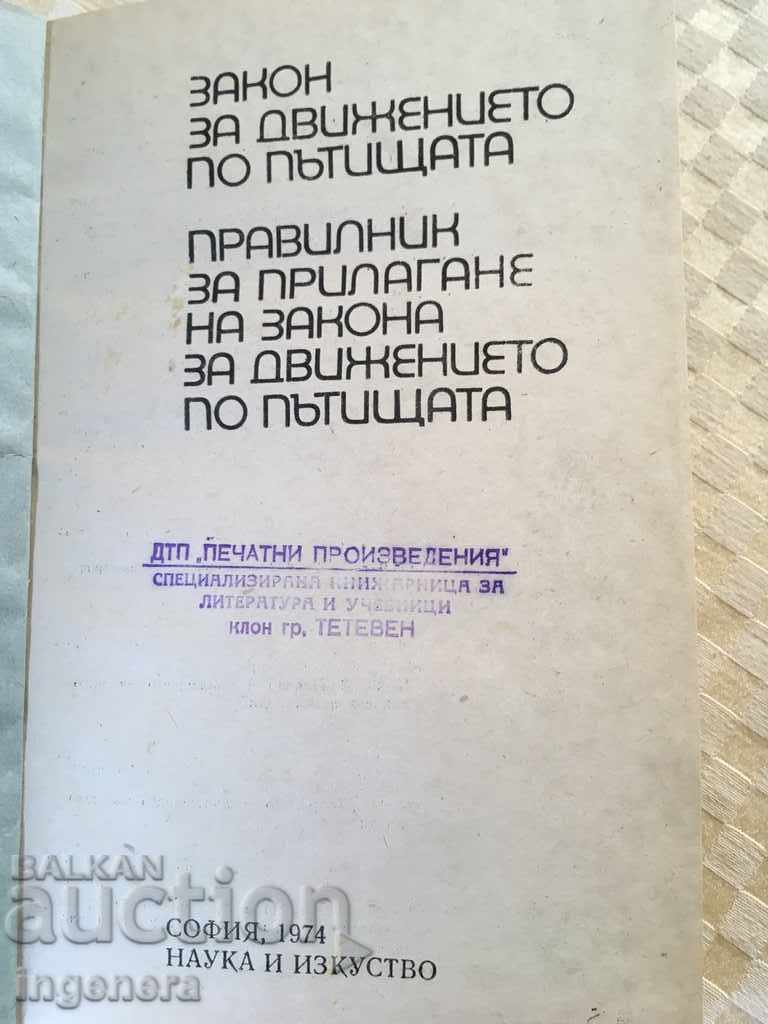 ЗАКОН
ЗА ДВИЖЕНИЕТО
ПО ПЪТИЩАТА
ПРАВИЛНИК
ЗА ПРИЛАГАНЕ
НА ЗАКОНА
ЗА ДВИЖЕНИЕТО
ПО ПЪТИЩАТА
ДТП „ПЕЧАТНИ ПРОИЗВЕДЕНИЯ"
СПЕЦИАЛИЗИРАНА КНИЖАРНИЦА ЗА
ЛИТЕРАТУРА И УЧЕБНИЦИ
КЛОН гр. ТЕТЕВЕН
BALKAN
auction
СОФИЯ, 1974
НАУКА И ИЗКУСТВО
ingenera